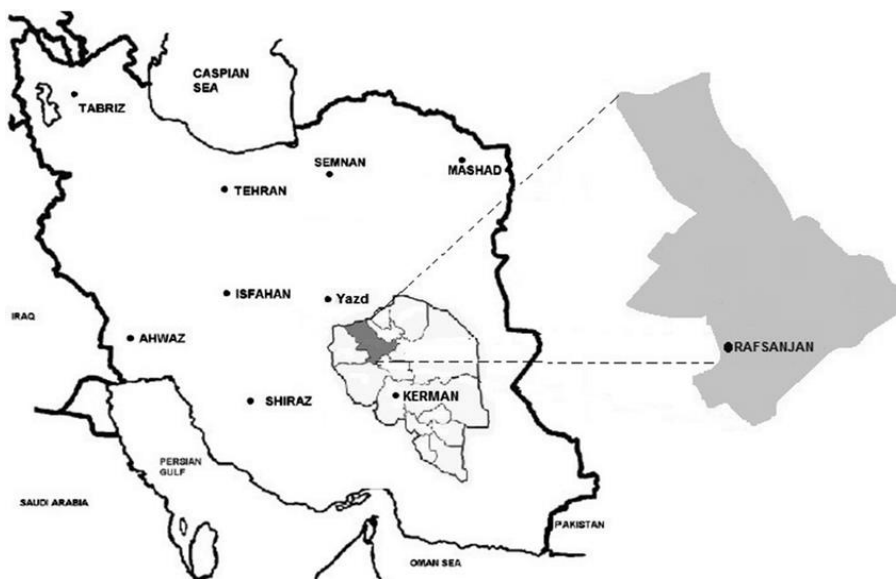 CASPIAN
SEA
TABRIZ
SEMNAN
MASHAD
TEHRAN
ISFAHAN
Yazd
IRAQ
AHWAZ
RAFSANJAN
SHIRAZ
KERMAN
PERSIAN
GULF
SAUDI ARABIA
PAKISTAN
OMAN SEA